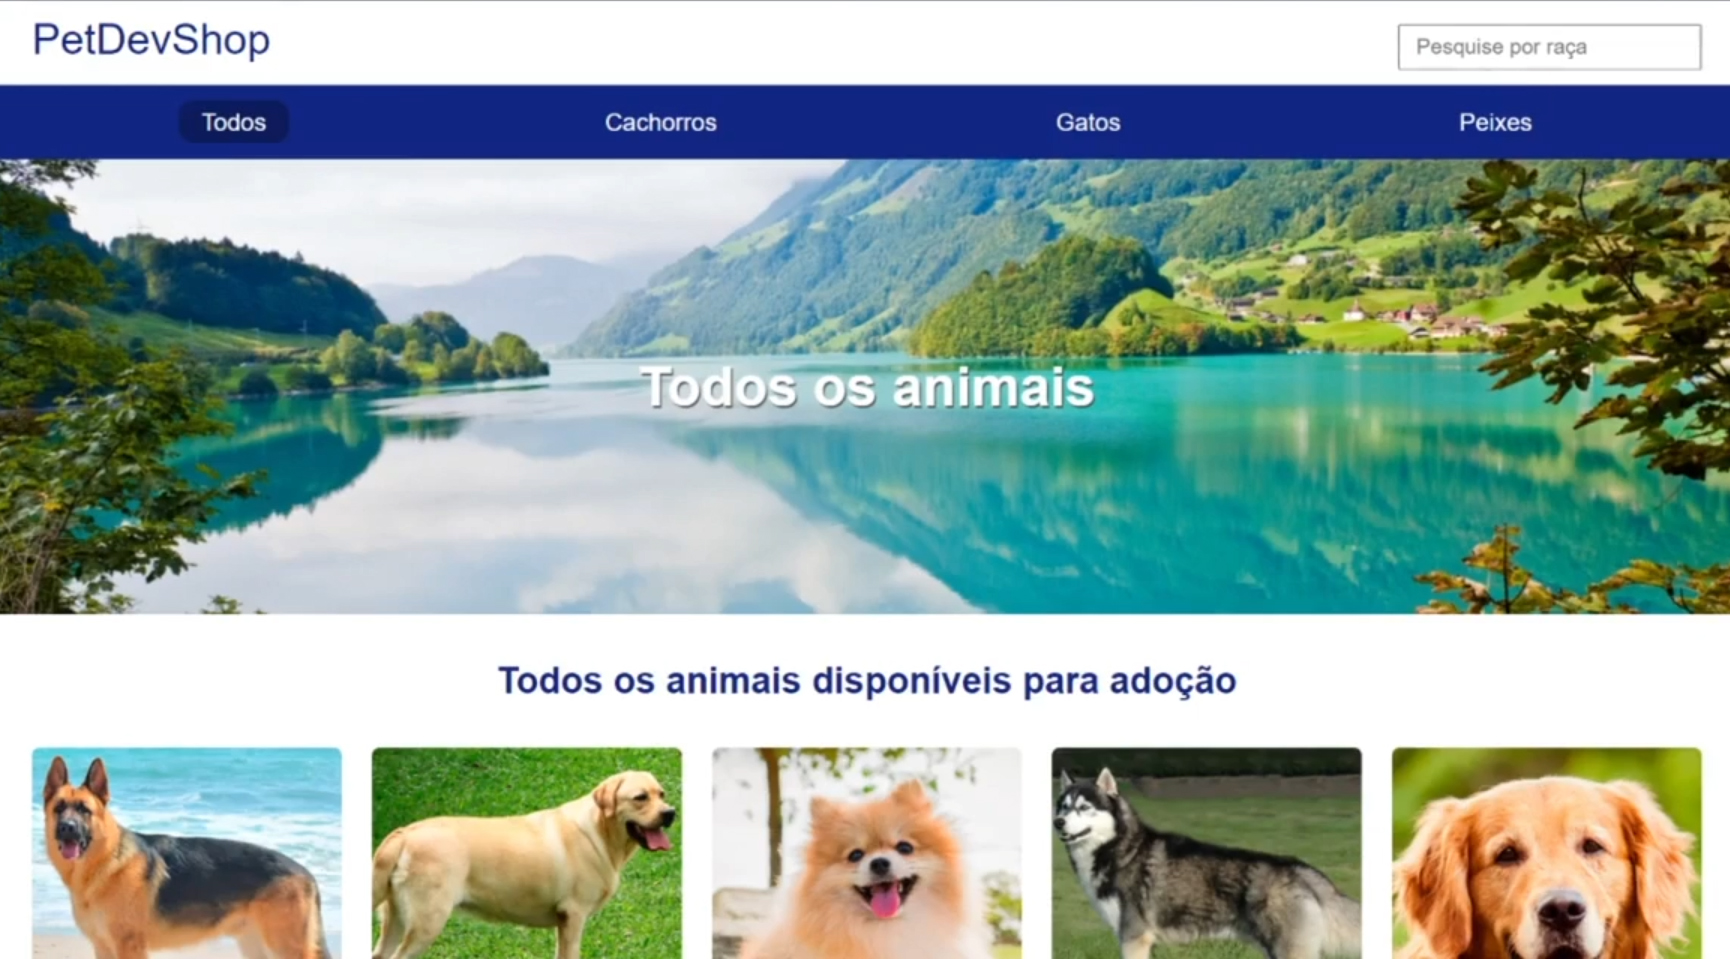 PetDevShop
Pesquise por raça
Todos
Cachorros
Gatos
Peixes
Todos os animais
Todos os animais disponíveis para adoção